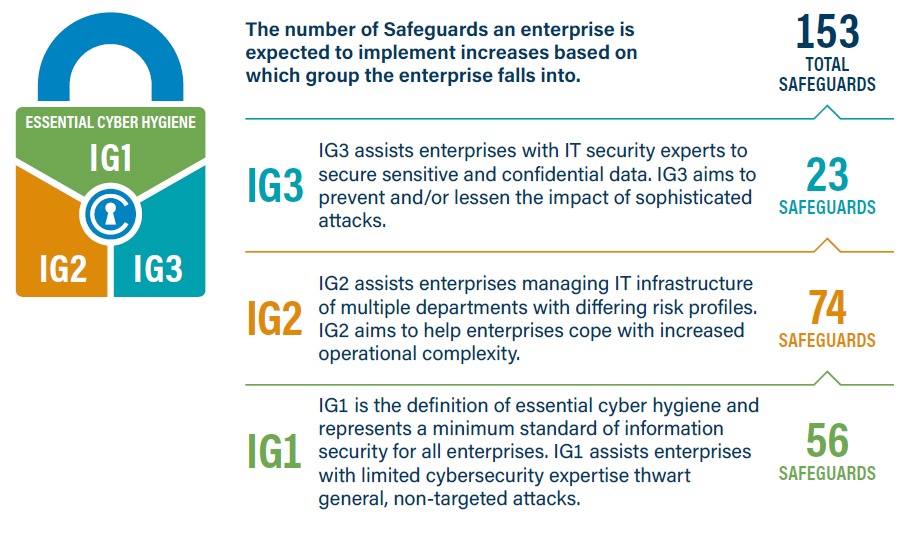 The number of Safeguards an enterprise is
expected to implement increases based on
which group the enterprise falls into.
153
TOTAL
SAFEGUARDS
ESSENTIAL CYBER HYGIENE
IG1
IG2
IG3
IG3
IG3 assists enterprises with IT security experts to
secure sensitive and confidential data. IG3 aims to
prevent and/or lessen the impact of sophisticated
attacks.
23
SAFEGUARDS
IG2
IG2 assists enterprises managing IT infrastructure
of multiple departments with differing risk profiles.
IG2 aims to help enterprises cope with increased
operational complexity.
74
SAFEGUARDS
IG1
IG1 is the definition of essential cyber hygiene and
represents a minimum standard of information
security for all enterprises. IG1 assists enterprises
with limited cybersecurity expertise thwart
general, non-targeted attacks.
56
SAFEGUARDS